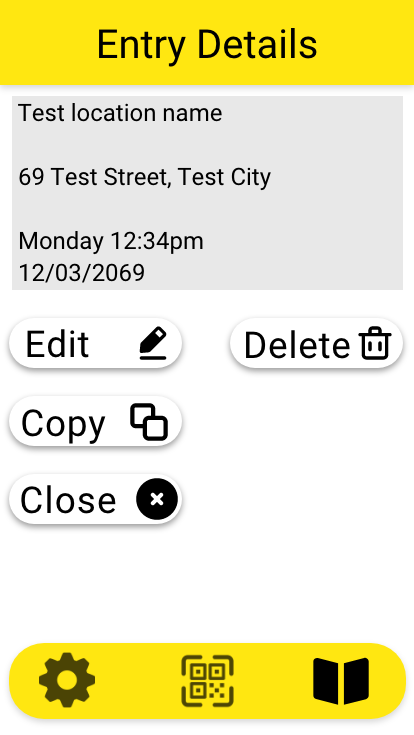 Entry Details
Test location name
69 Test Street, Test City
Monday 12:34pm
12/03/2069
Edit
Delete
Copy
Close